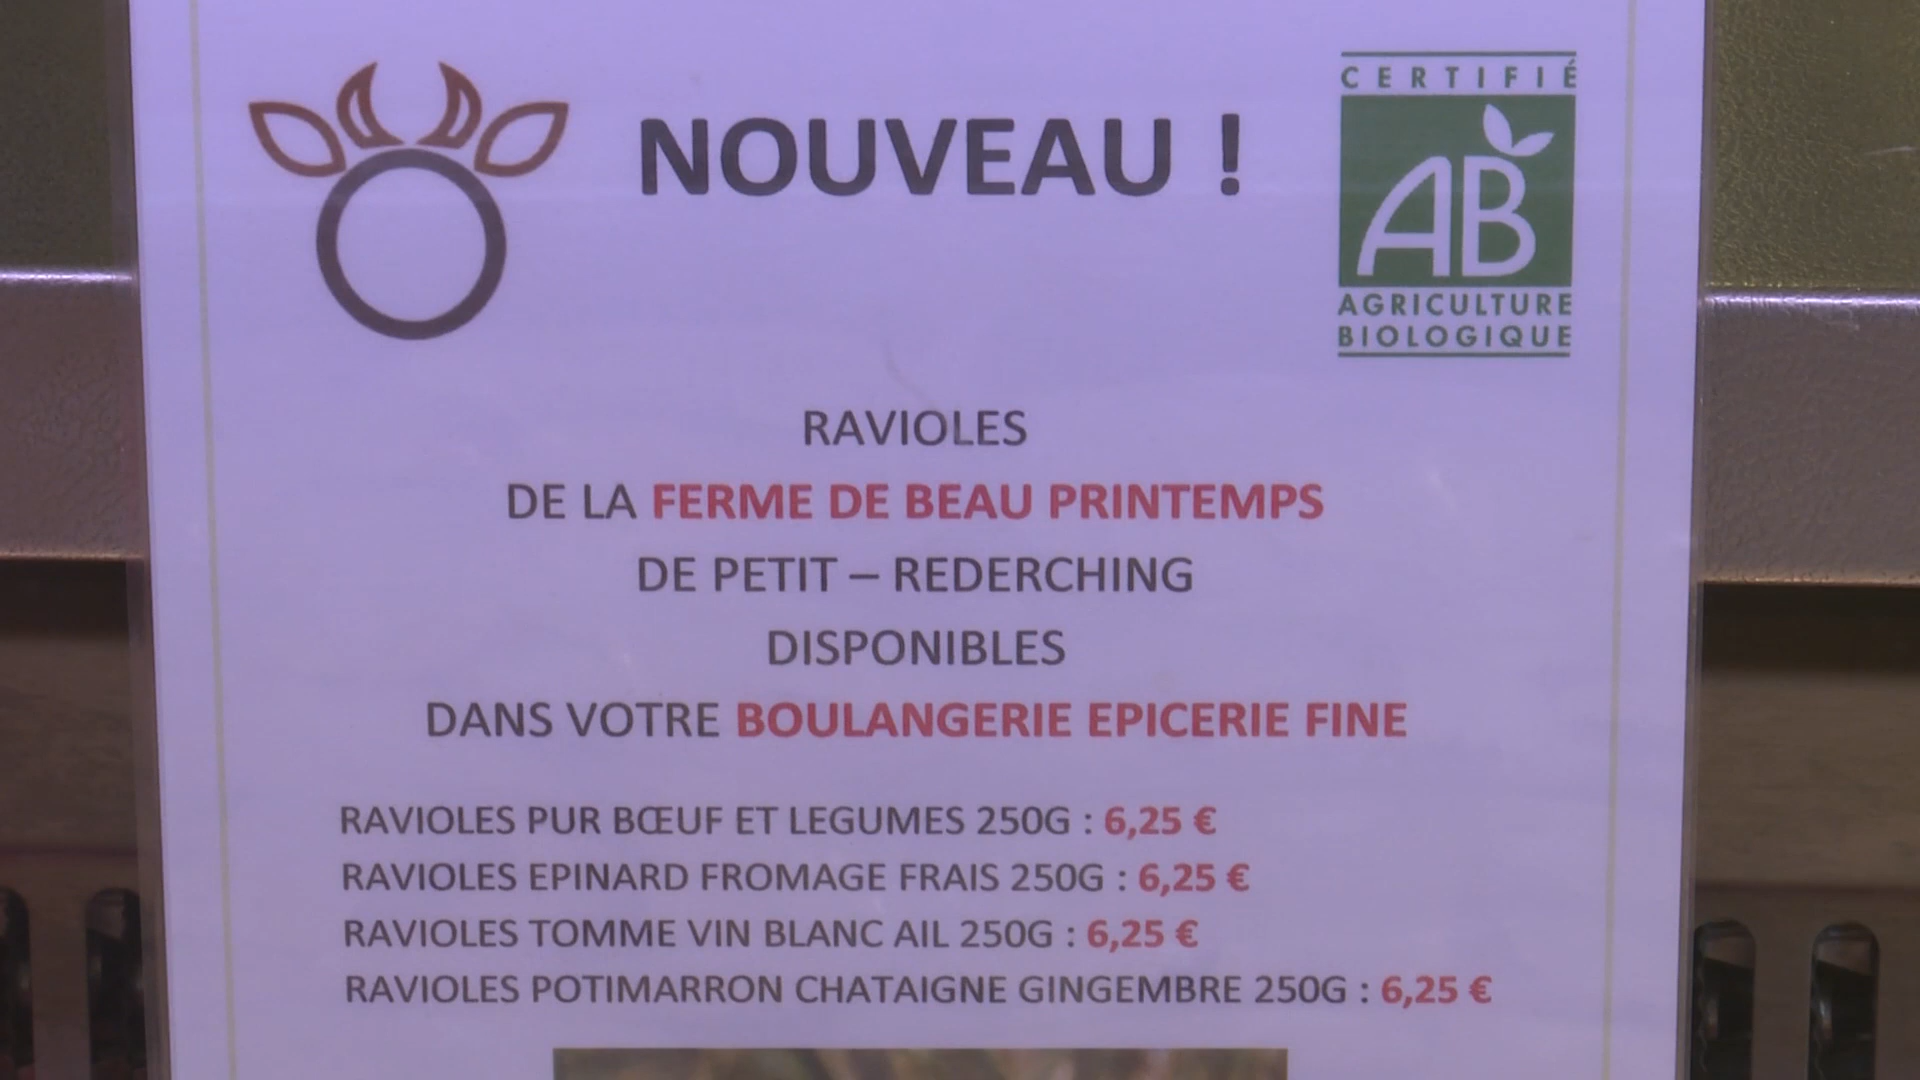 NOUVEAU !
CERTIFIÉ
AB
AGRICULTURE
BIOLOGIQUE
RAVIOLES
DE LA FERME DE BEAU PRINTEMPS
DE PETIT – REDERCHING
DISPONIBLES
DANS VOTRE BOULANGERIE EPICERIE FINE
RAVIOLES PUR BŒUF ET LEGUMES 250G : 6,25 €
RAVIOLES EPINARD FROMAGE FRAIS 250G : 6,25 €
RAVIOLES TOMME VIN BLANC AIL 250G : 6,25 €
RAVIOLES POTIMARRON CHATAIGNE GINGEMBRE 250G : 6,25 €